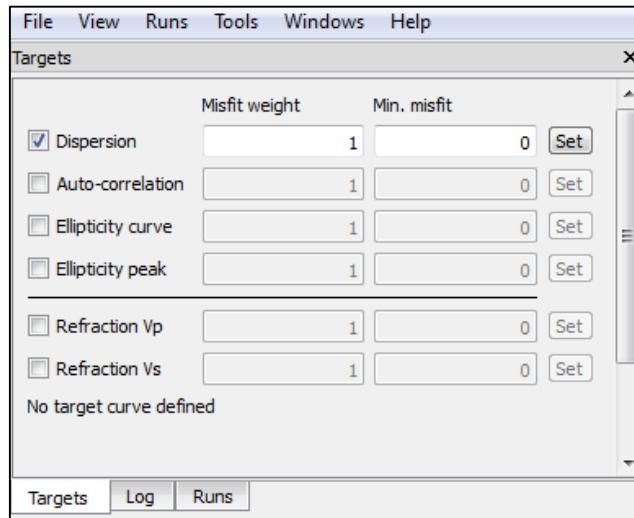 File View Runs Tools Windows Help
Targets x
Misfit weight Min. misfit
Dispersion 1 0 Set
Auto-correlation 1 0 Set
Ellipticity curve 1 0 Set
Ellipticity peak 1 0 Set
Refraction Vp 1 0 Set
Refraction Vs 1 0 Set
No target curve defined
Targets Log Runs